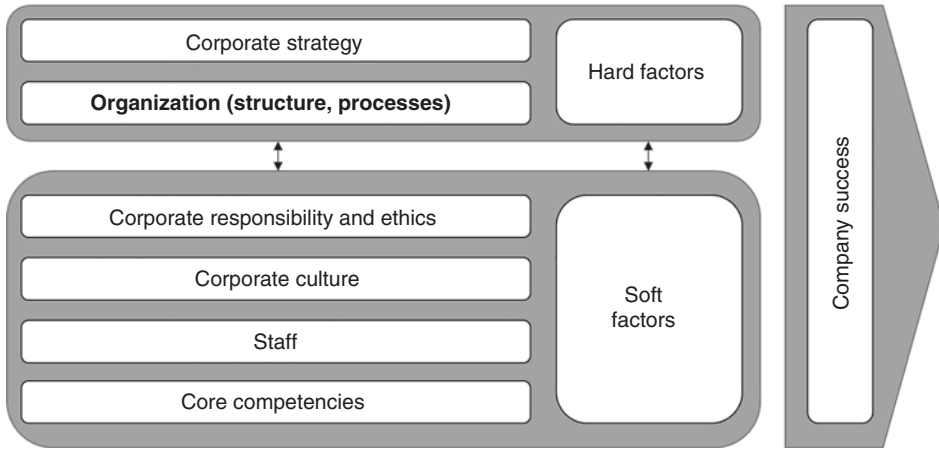 Corporate strategy
Organization (structure, processes)
Hard factors
Corporate responsibility and ethics
Corporate culture
Staff
Core competencies
Soft
factors
Company success